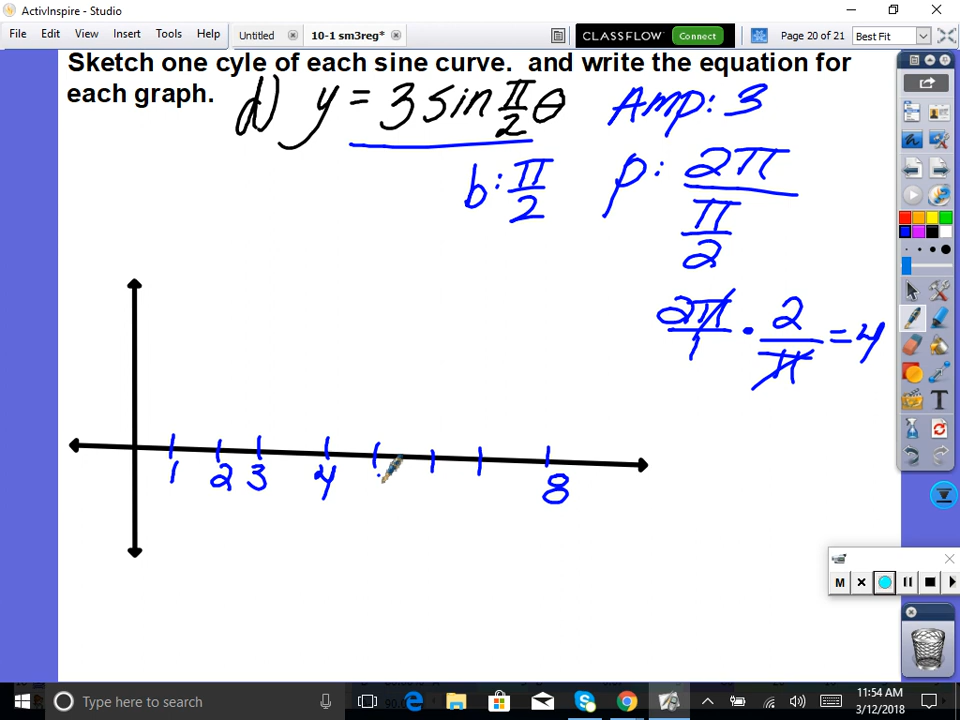 ActivInspire - Studio
File Edit View Insert Tools Help Untitled 10-1 sm3reg* CLASSFLOW Connect Page 20 of 21 Best Fit
Sketch one cyle of each sine curve. and write the equation for
each graph.
d) y = 3 sin π/2 θ
Amp: 3
b: π/2
p: 2π / π/2
2π/1 • 2/π = 4
1 2 3 4 8
M
Type here to search
11:54 AM
3/12/2018